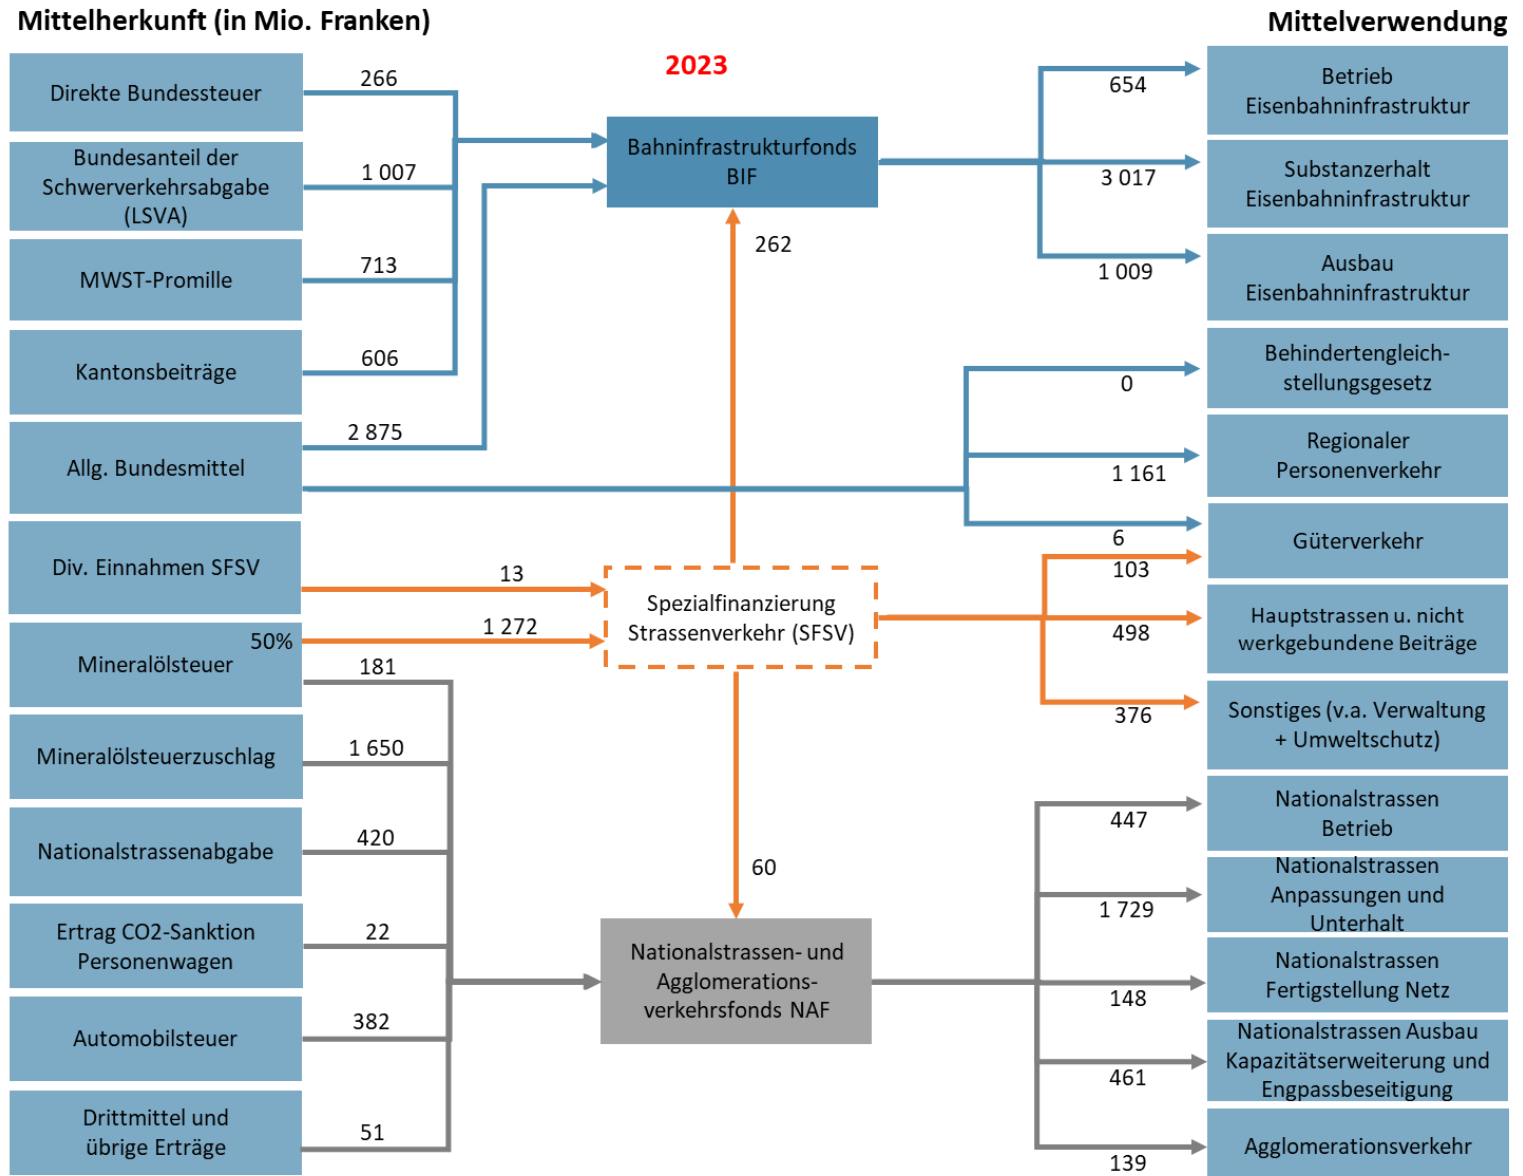 Mittelherkunft (in Mio. Franken)
Mittelverwendung
2023
Direkte Bundessteuer
266
Bundesanteil der
Schwerverkehrsabgabe
(LSVA)
1 007
MWST-Promille
713
Kantonsbeiträge
606
Allg. Bundesmittel
2 875
Div. Einnahmen SFSV
13
50%
Mineralölsteuer
1 272
181
Mineralölsteuerzuschlag
1 650
Nationalstrassenabgabe
420
Ertrag CO2-Sanktion
Personenwagen
22
Automobilsteuer
382
Drittmittel und
übrige Erträge
51
Bahninfrastrukturfonds
BIF
262
Spezialfinanzierung
Strassenverkehr (SFSV)
60
Nationalstrassen- und
Agglomerations-
verkehrsfonds NAF
654
Betrieb
Eisenbahninfrastruktur
3 017
Substanzerhalt
Eisenbahninfrastruktur
1 009
Ausbau
Eisenbahninfrastruktur
0
Behindertengleich-
stellungsgesetz
1 161
Regionaler
Personenverkehr
6
103
Güterverkehr
498
Hauptstrassen u. nicht
werkgebundene Beiträge
376
Sonstiges (v.a. Verwaltung
+ Umweltschutz)
447
Nationalstrassen
Betrieb
1 729
Nationalstrassen
Anpassungen und
Unterhalt
148
Nationalstrassen
Fertigstellung Netz
461
Nationalstrassen Ausbau
Kapazitätserweiterung und
Engpassbeseitigung
139
Agglomerationsverkehr